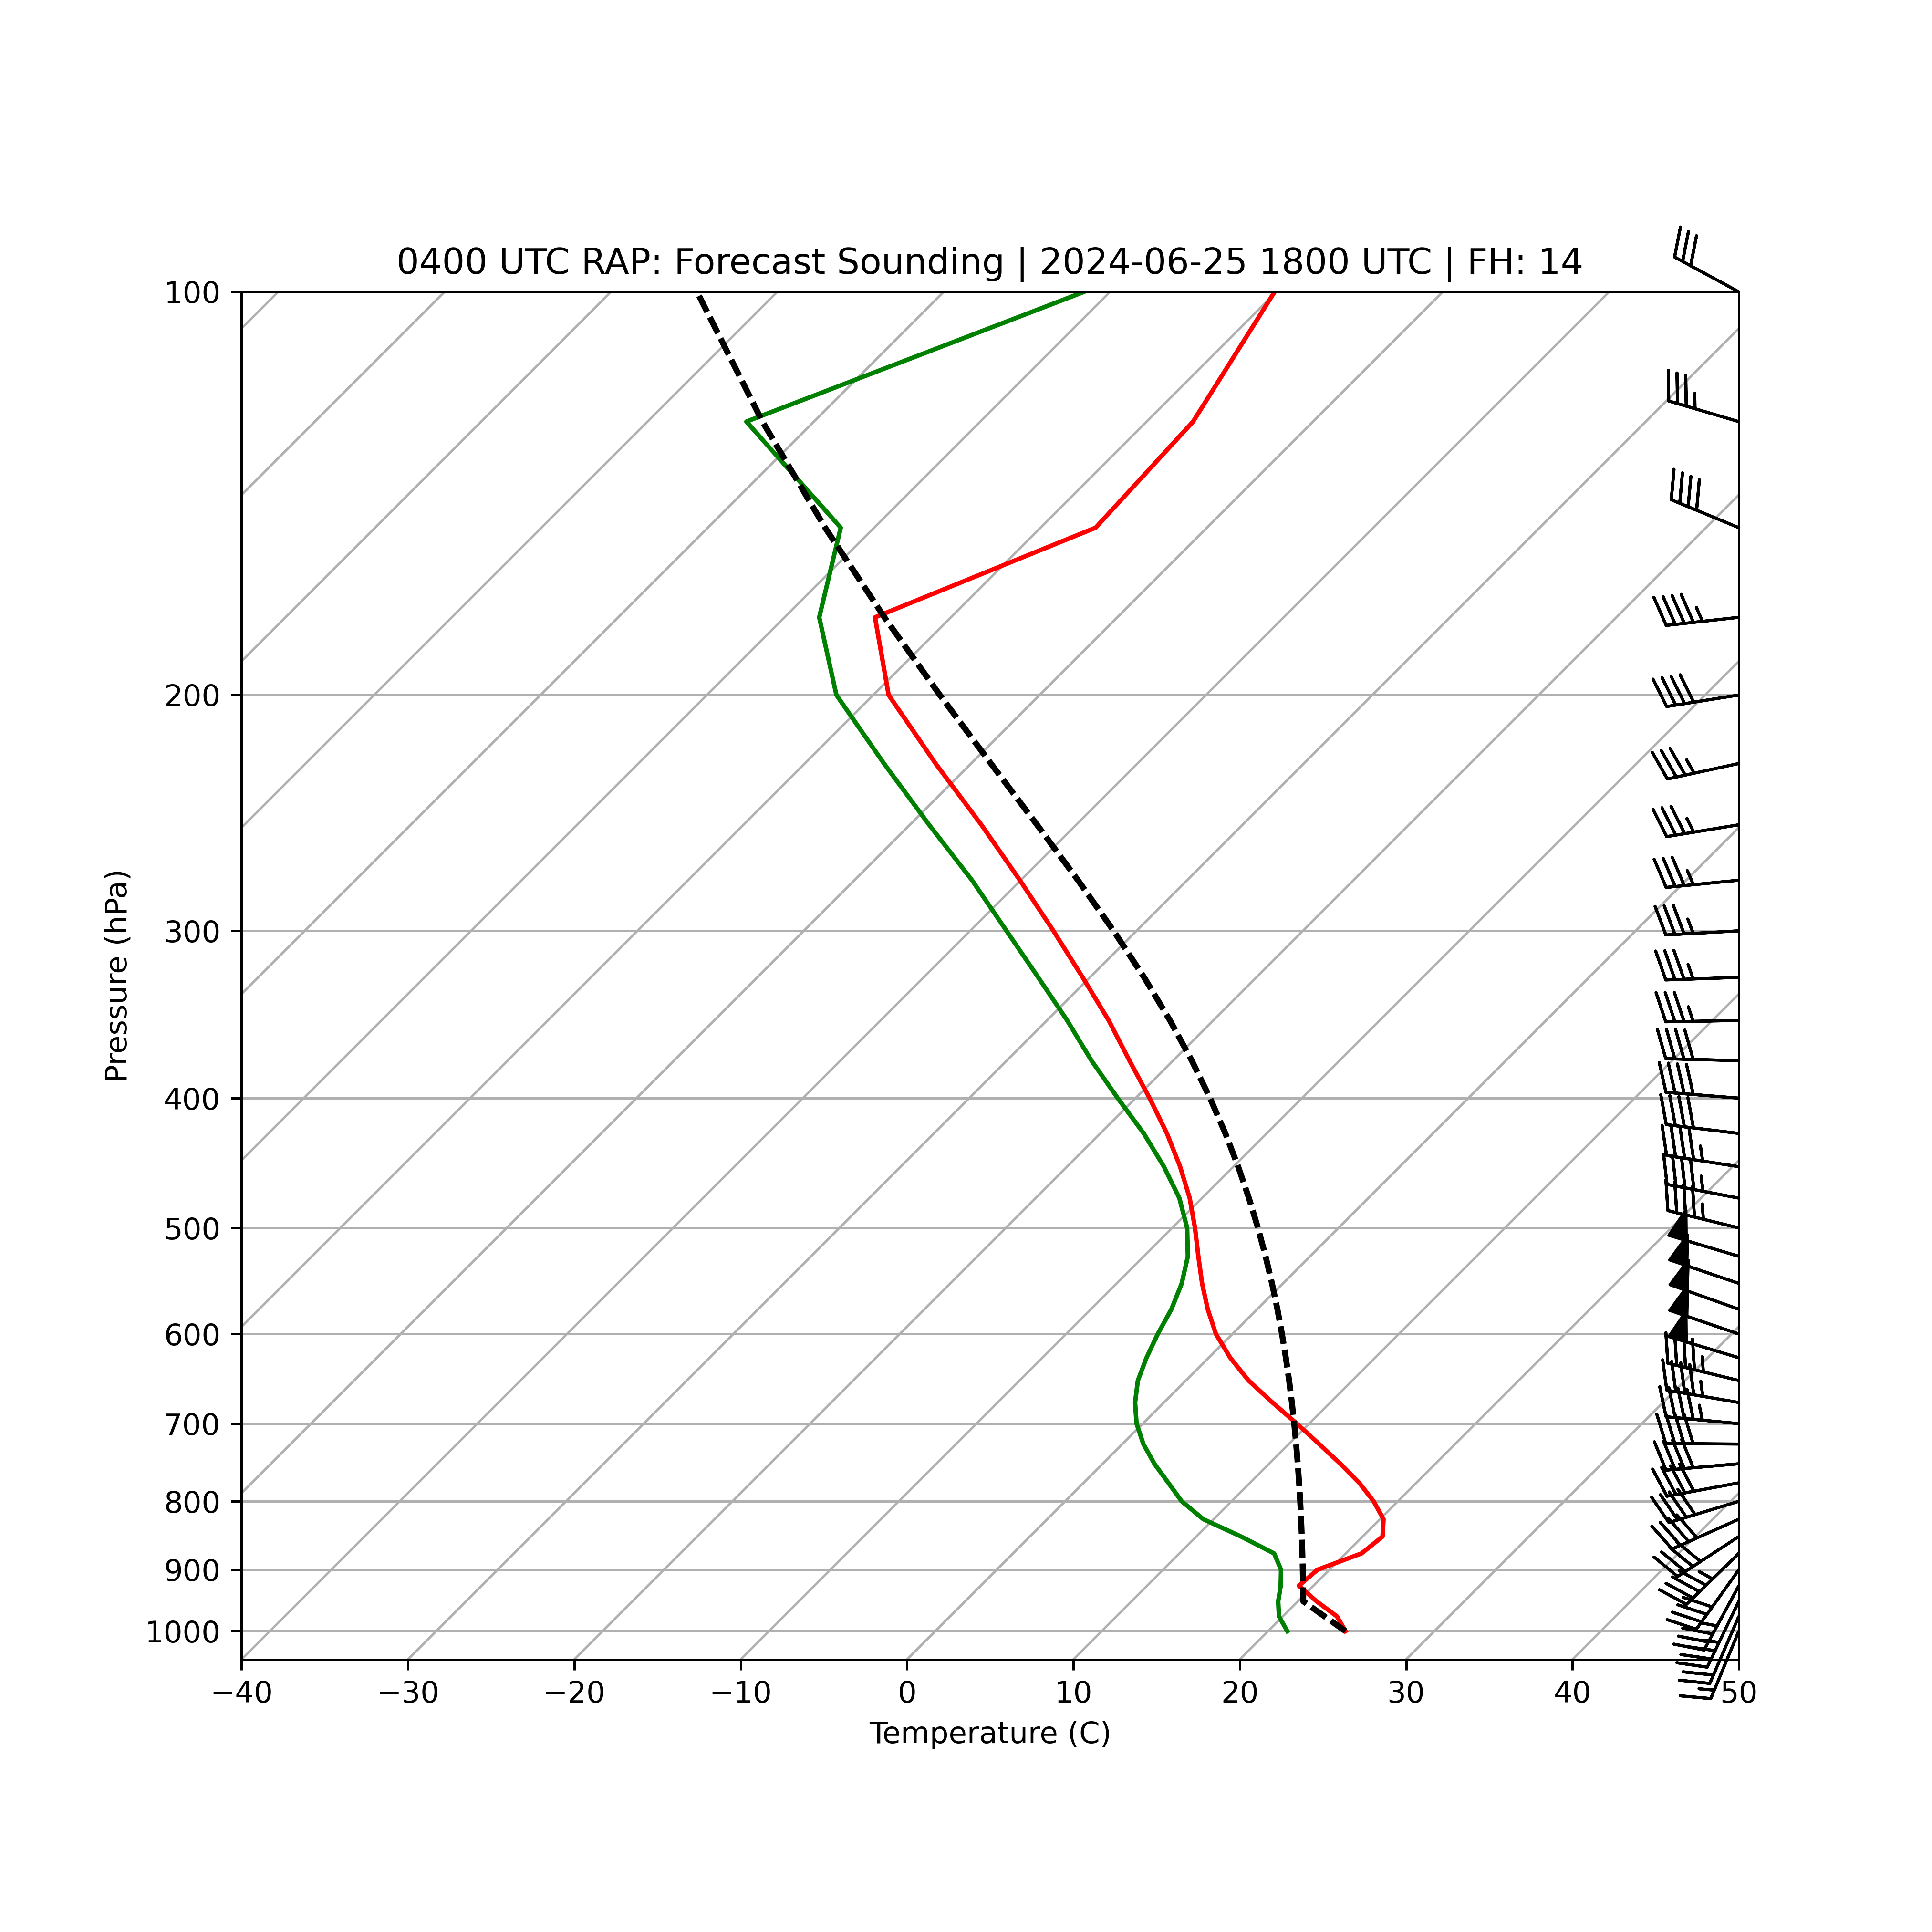 0400 UTC RAP: Forecast Sounding | 2024-06-25 1800 UTC | FH: 14
100
200
300
400
500
600
700
800
900
1000
Pressure (hPa)
−40 −30 −20 −10 0 10 20 30 40 50
Temperature (C)